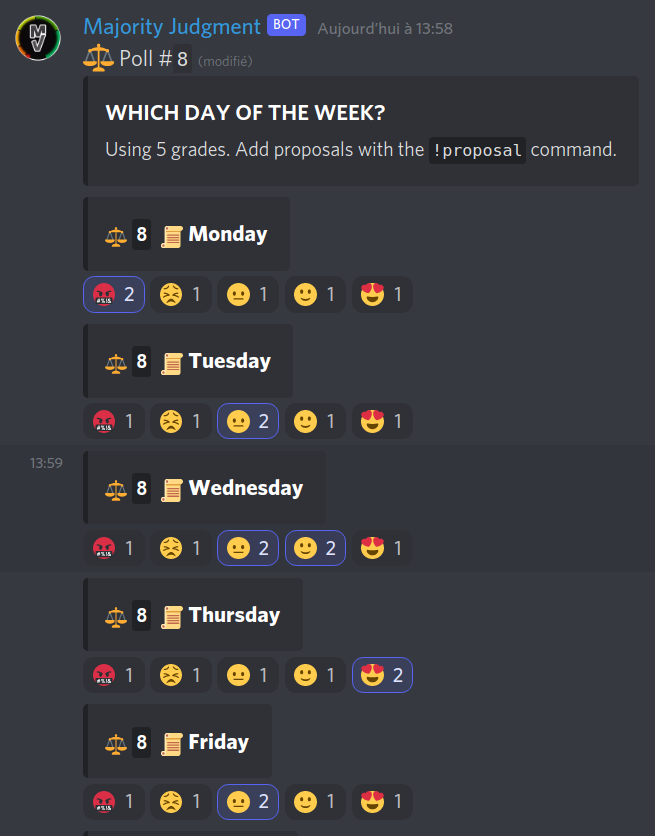 Majority Judgment BOT Aujourd'hui à 13:58
Poll # 8 (modifié)
WHICH DAY OF THE WEEK?
Using 5 grades. Add proposals with the !proposal command.
8 Monday
2 1 1 1 1
8 Tuesday
1 1 2 1 1
13:59 8 Wednesday
1 1 2 2 1
8 Thursday
1 1 1 1 2
8 Friday
1 1 2 1 1